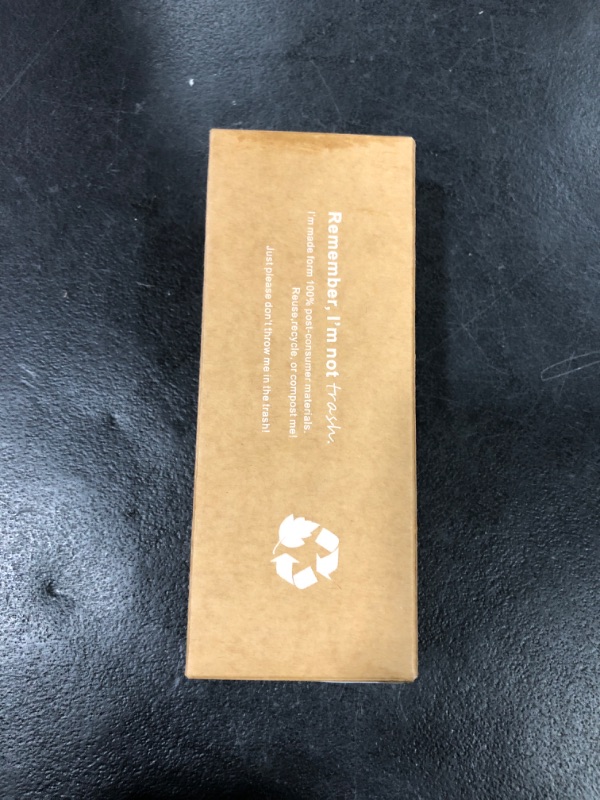 Remember, I'm not trash.
I'm made form 100% post-consumer materials.
Reuse,recycle, or compost me!
Just please don't throw me in the trash!